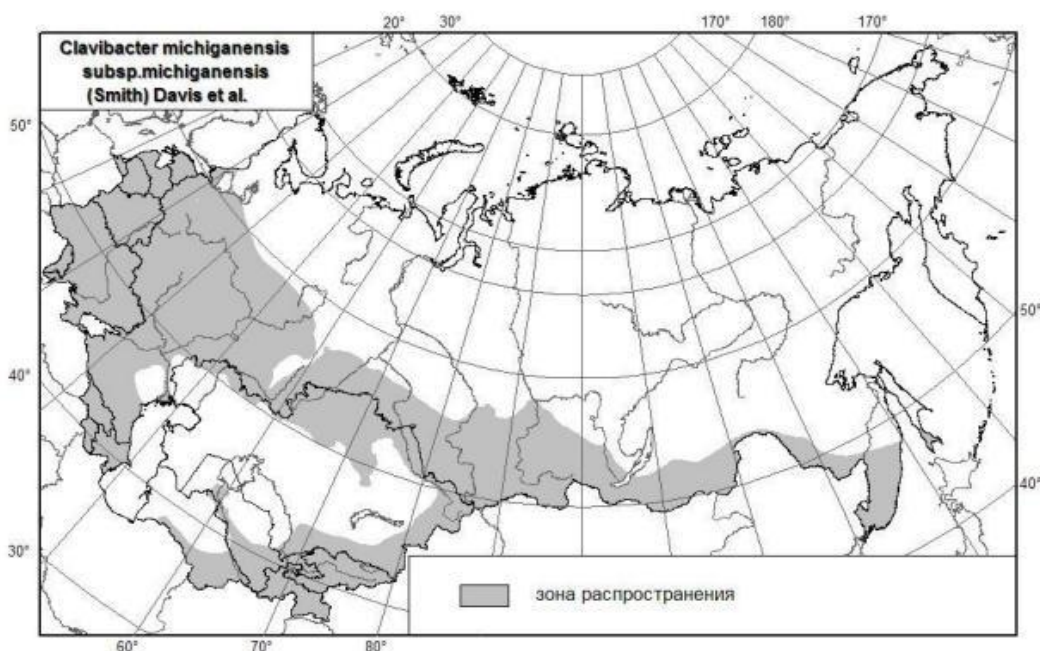 20° 30° 170° 180° 170°
Clavibacter michiganensis
subsp.michiganensis
(Smith) Davis et al.
50°
50°
40°
40°
30°
зона распространения
60° 70° 80°